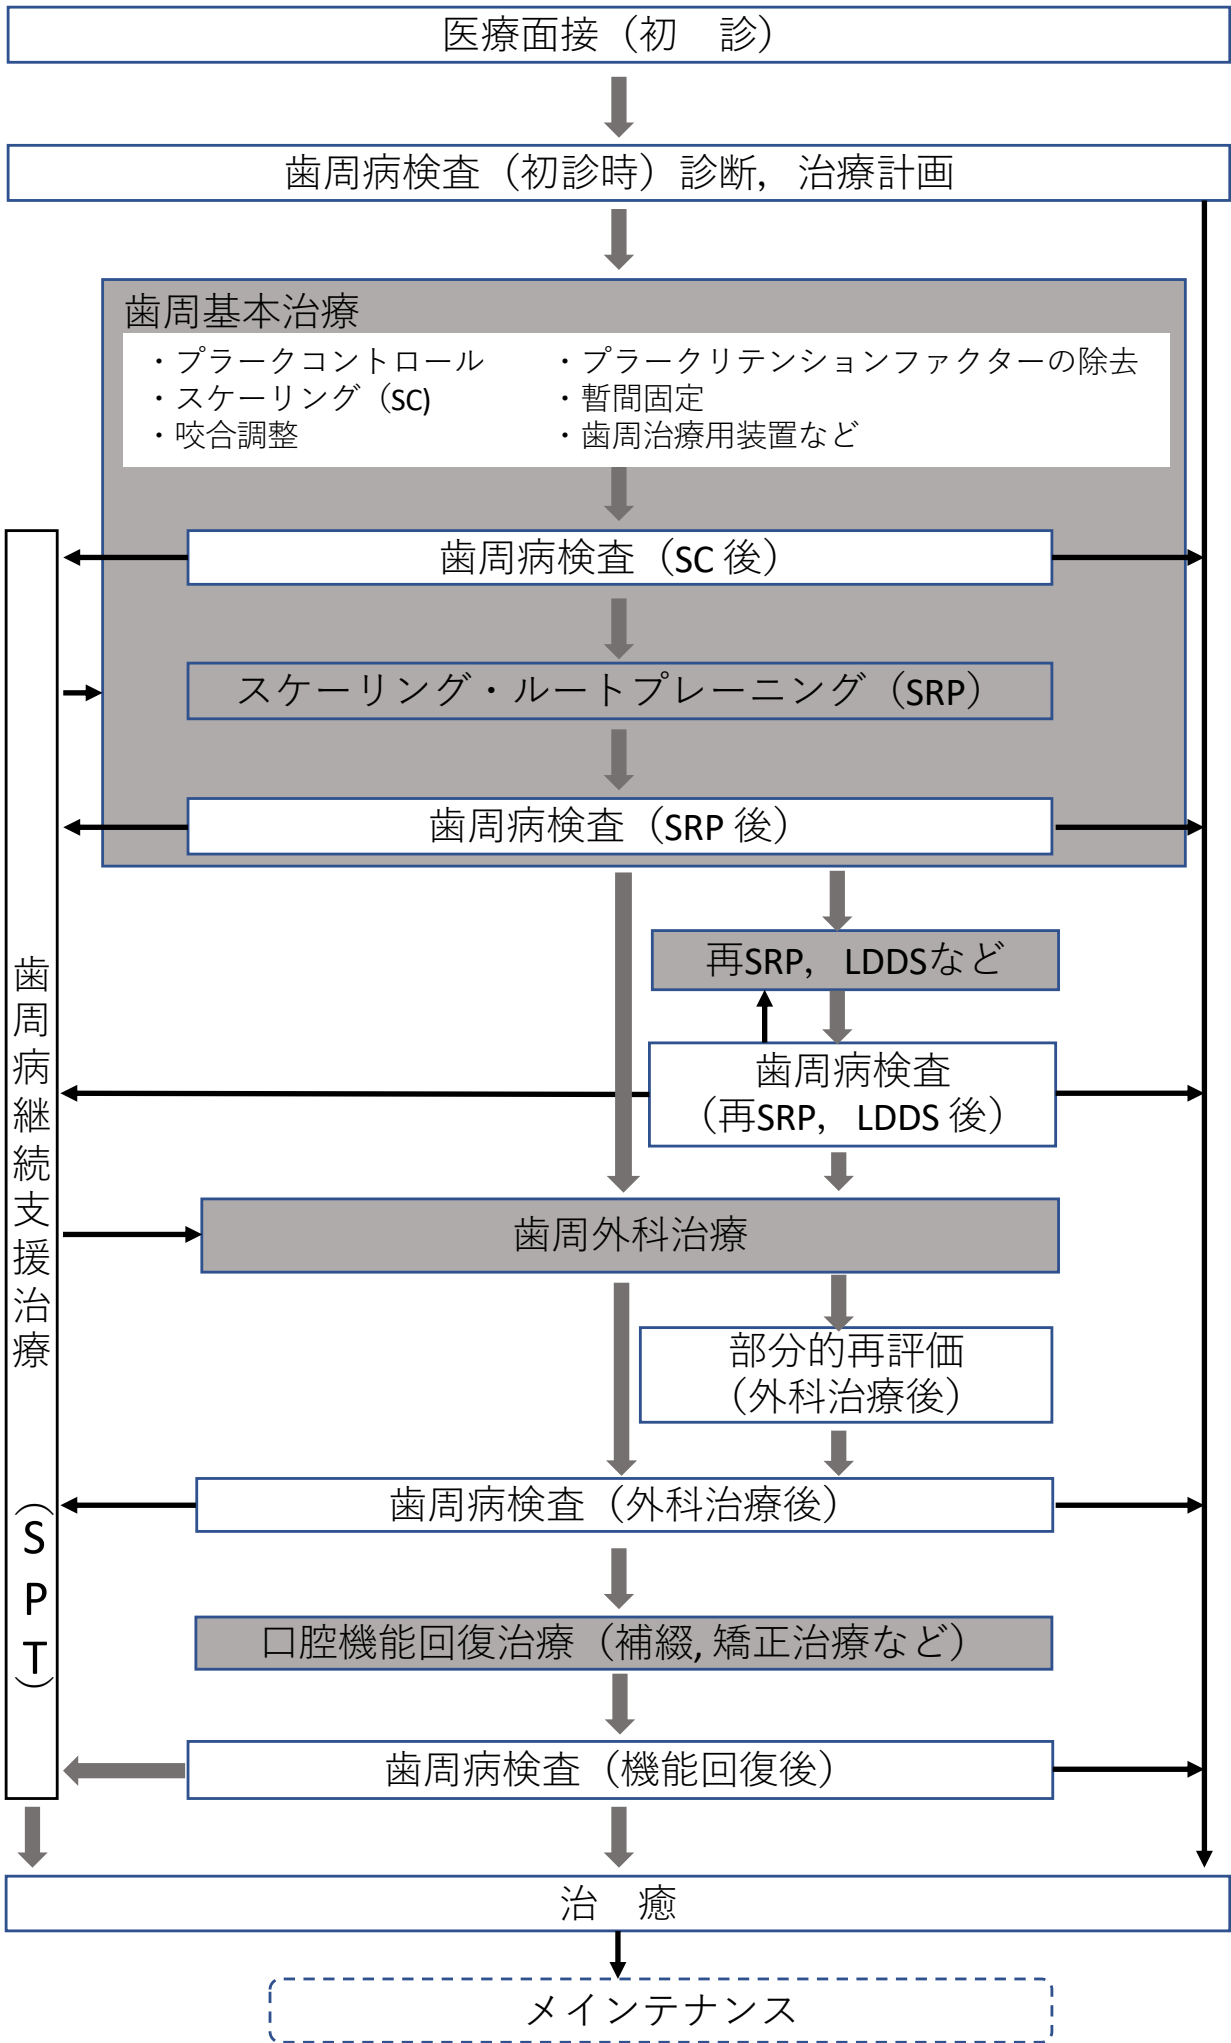 医療面接（初　診）
歯周病検査（初診時）診断,　治療計画
歯周基本治療
・プラークコントロール
・スケーリング（SC)
・咬合調整
・プラークリテンションファクターの除去
・暫間固定
・歯周治療用装置など
歯周病検査（SC 後）
スケーリング・ルートプレーニング（SRP）
歯周病検査（SRP 後）
再SRP,　LDDSなど
歯周病検査
（再SRP,　LDDS 後）
歯周病継続支援治療（SPT）
歯周外科治療
部分的再評価
（外科治療後）
歯周病検査（外科治療後）
口腔機能回復治療（補綴, 矯正治療など）
歯周病検査（機能回復後）
治　癒
メインテナンス